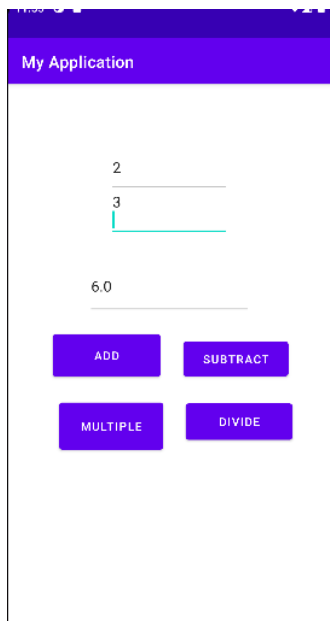 My Application
2
3
6.0
ADD
SUBTRACT
MULTIPLE
DIVIDE